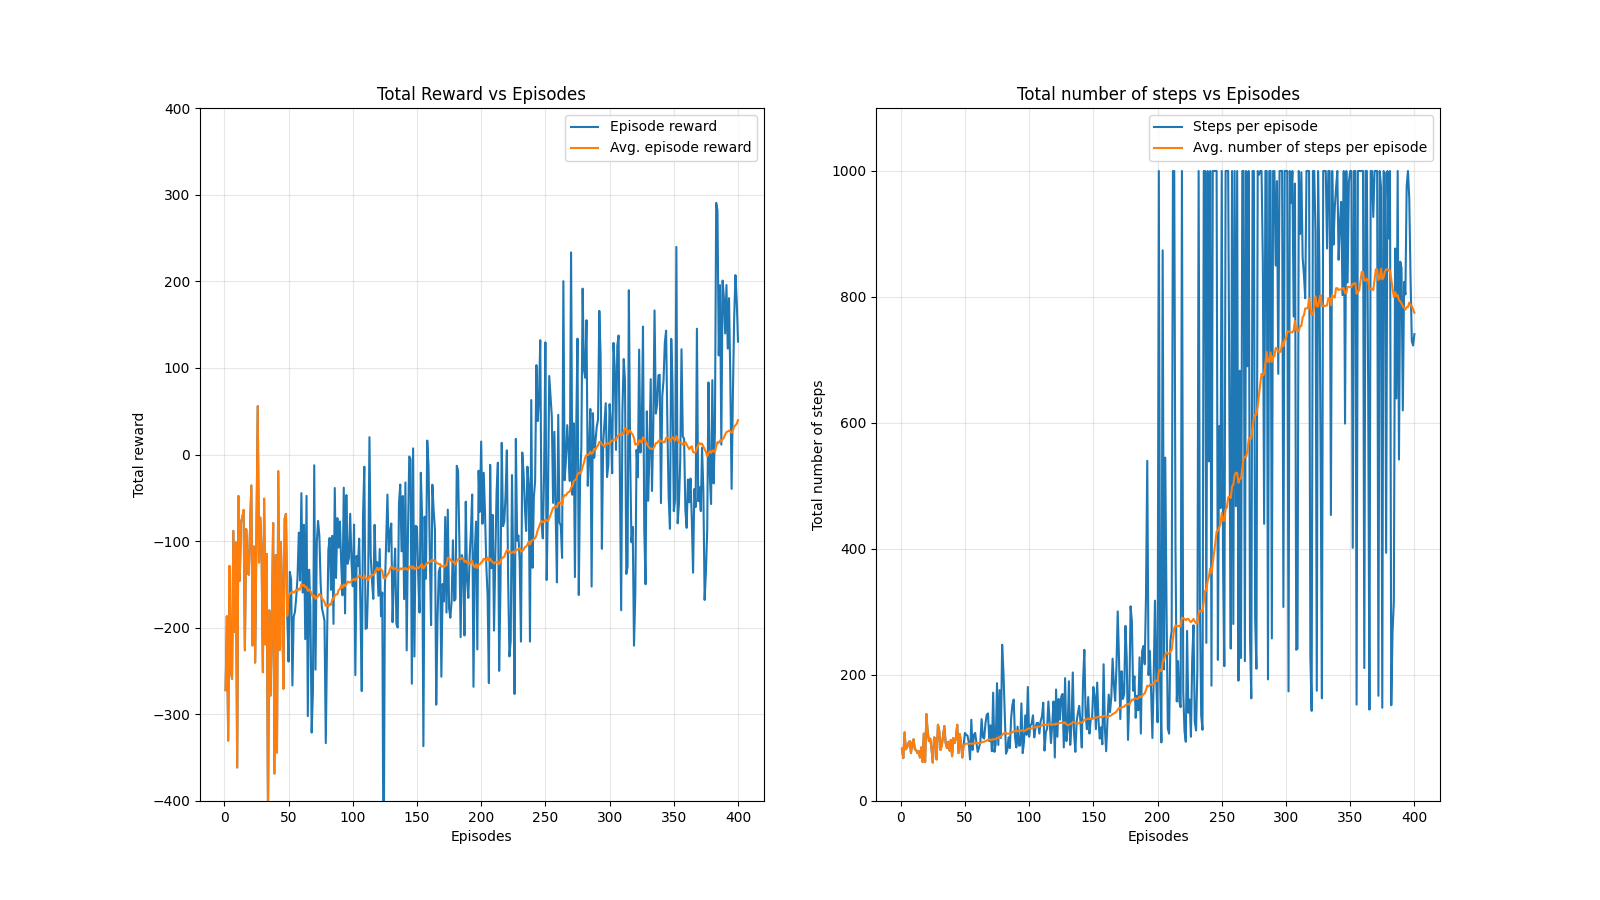 Total Reward vs Episodes
400
300
200
100
0
−100
−200
−300
−400
Total reward
Episode reward
Avg. episode reward
0 50 100 150 200 250 300 350 400
Episodes
Total number of steps vs Episodes
1000
800
600
400
200
0
Total number of steps
Steps per episode
Avg. number of steps per episode
0 50 100 150 200 250 300 350 400
Episodes